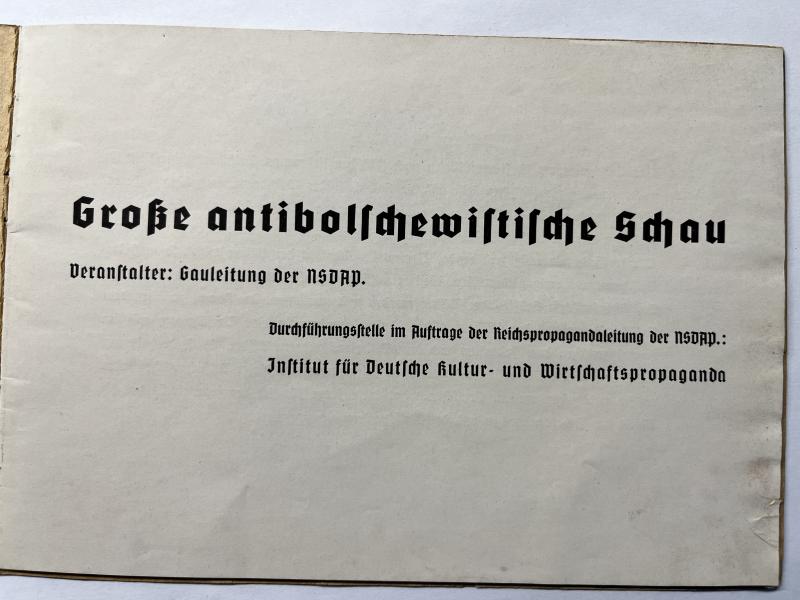 Große antibolſchewiſtiſche Schau
Veranſtalter: Gauleitung der NSDAP.
Durchführungsſtelle im Auftrage der Reichspropagandaleitung der NSDAP.:
Inſtitut für Deutſche Kultur- und Wirtſchaftspropaganda